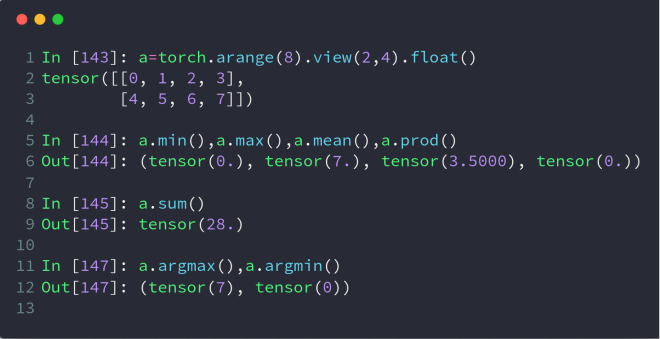 1 In [143]: a=torch.arange(8).view(2,4).float()
2 tensor([[0, 1, 2, 3],
3         [4, 5, 6, 7]])
4
5 In [144]: a.min(),a.max(),a.mean(),a.prod()
6 Out[144]: (tensor(0.), tensor(7.), tensor(3.5000), tensor(0.))
7
8 In [145]: a.sum()
9 Out[145]: tensor(28.)
10
11 In [147]: a.argmax(),a.argmin()
12 Out[147]: (tensor(7), tensor(0))
13